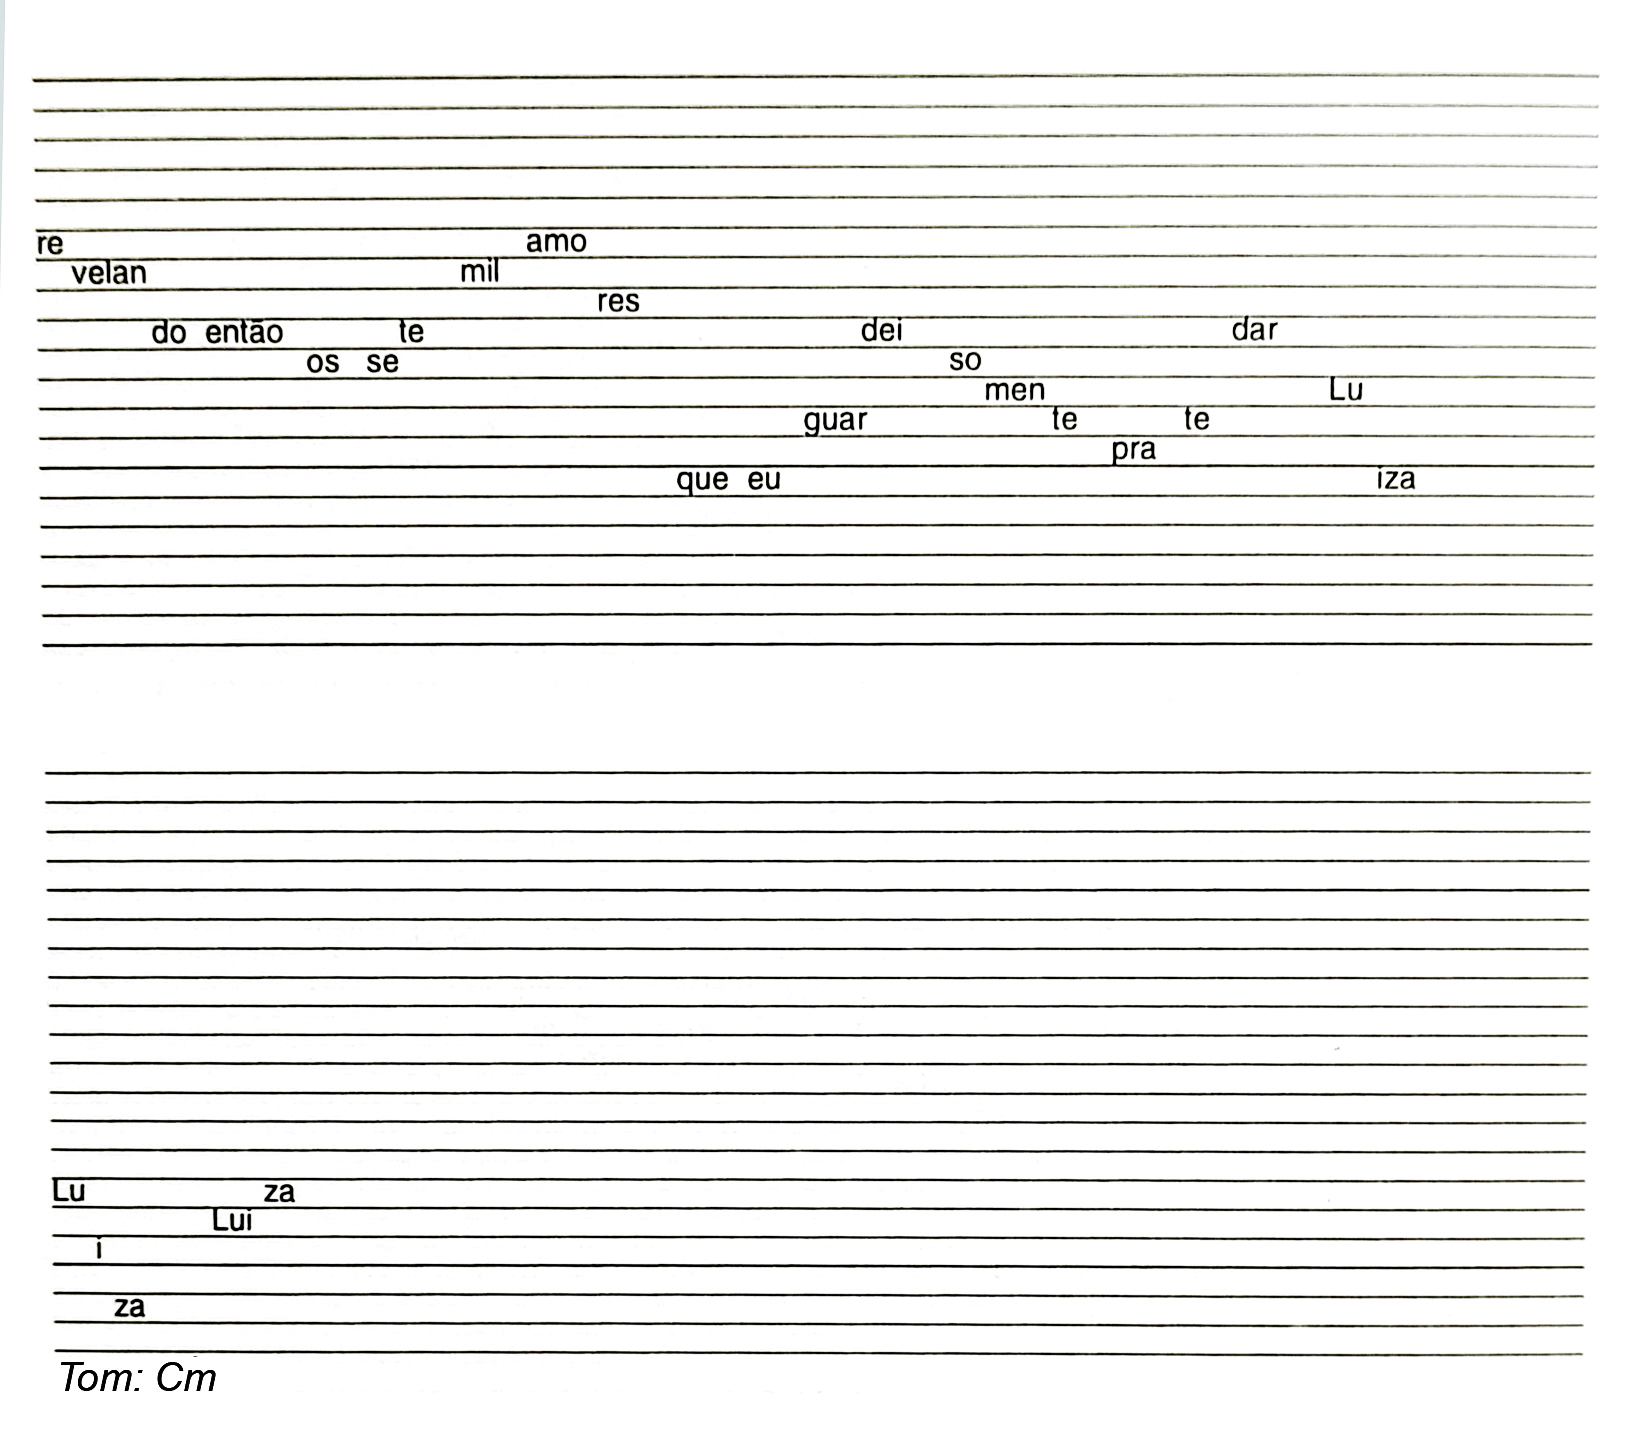 re amo
velan mil
res
do então te dei dar
os se so
men Lu
guar te te
pra
que eu iza
Lu za
Lui
i
za
Tom: Cm